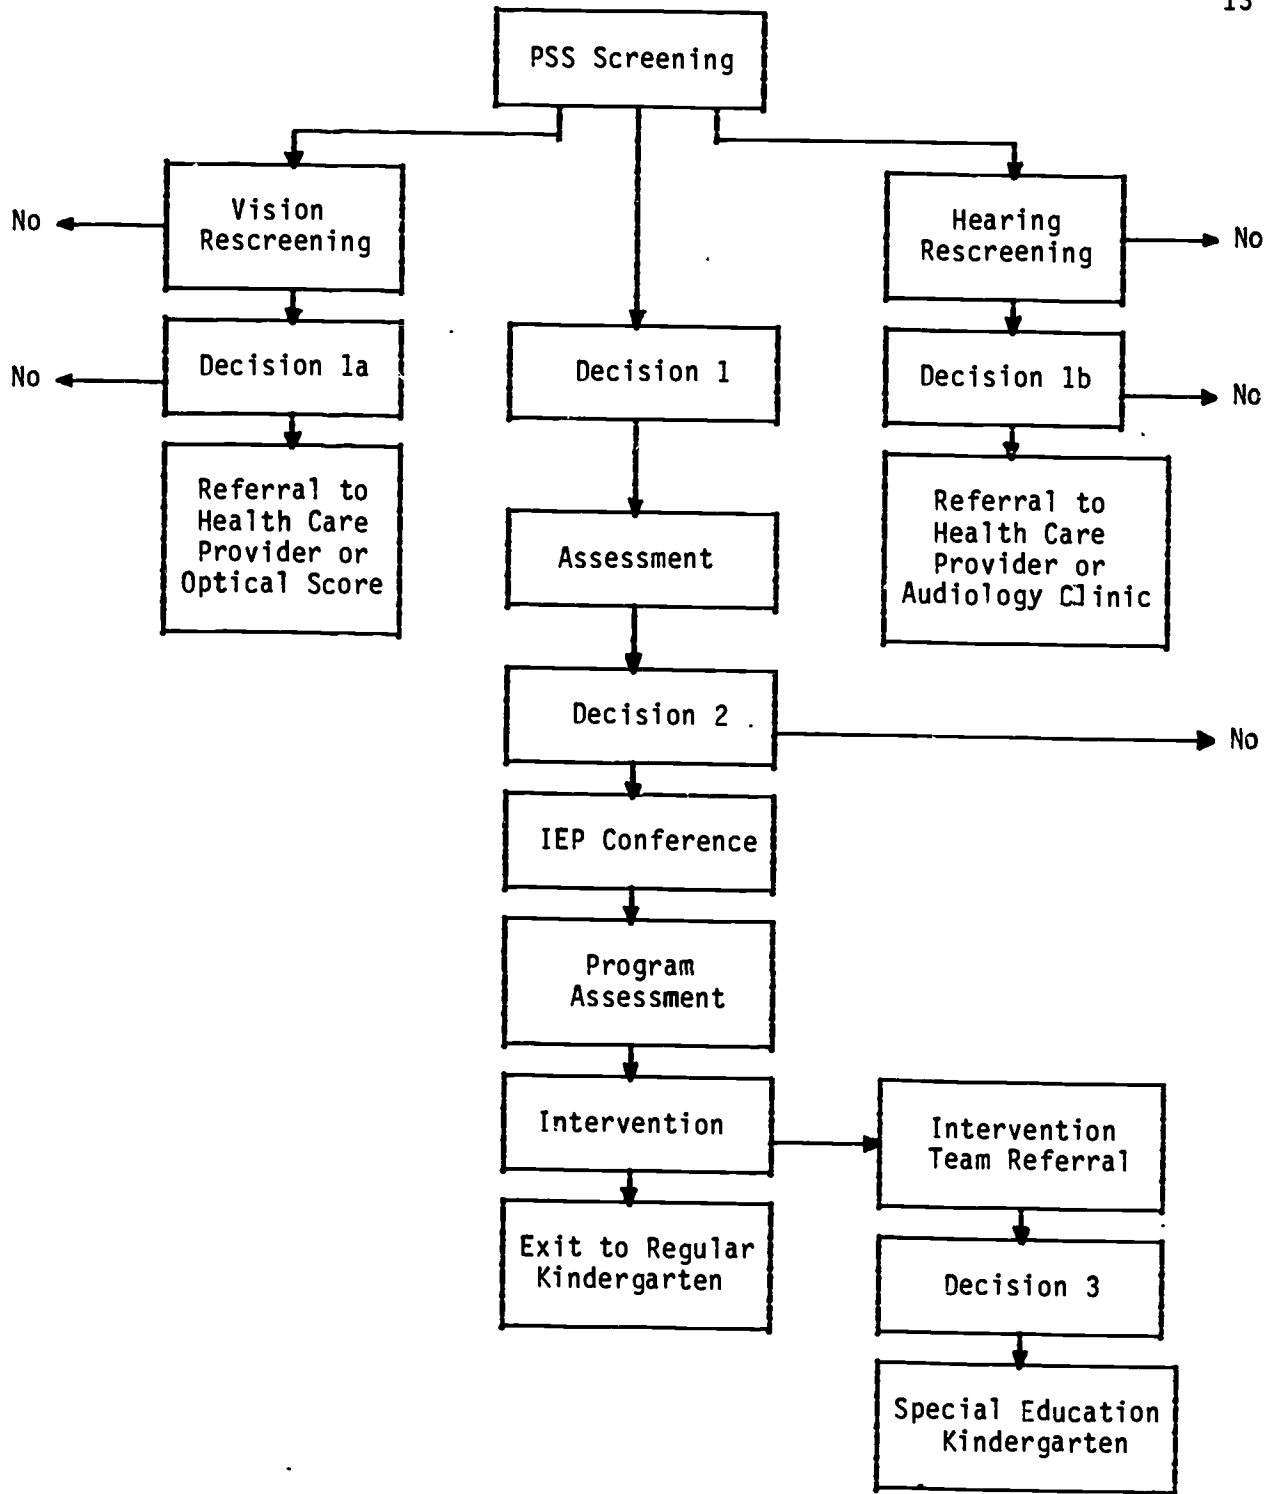 13
PSS Screening
No
Vision
Rescreening
Hearing
Rescreening
No
No
Decision 1a
Decision 1
Decision 1b
No
Referral to
Health Care
Provider or
Optical Score
Referral to
Health Care
Provider or
Audiology Clinic
Assessment
Decision 2
No
IEP Conference
Program
Assessment
Intervention
Intervention
Team Referral
Exit to Regular
Kindergarten
Decision 3
Special Education
Kindergarten